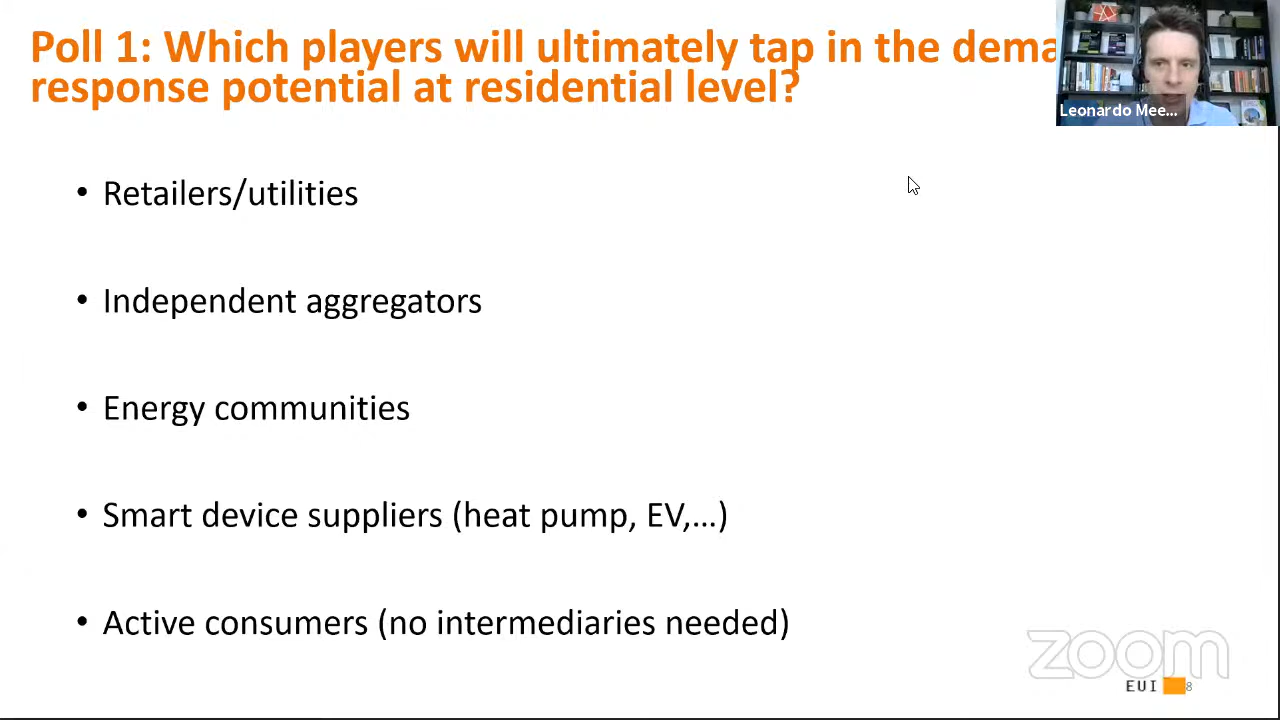 Poll 1: Which players will ultimately tap in the dema
response potential at residential level?
Leonardo Mee...
• Retailers/utilities
• Independent aggregators
• Energy communities
• Smart device suppliers (heat pump, EV,...)
• Active consumers (no intermediaries needed)
zoom
EUI 8